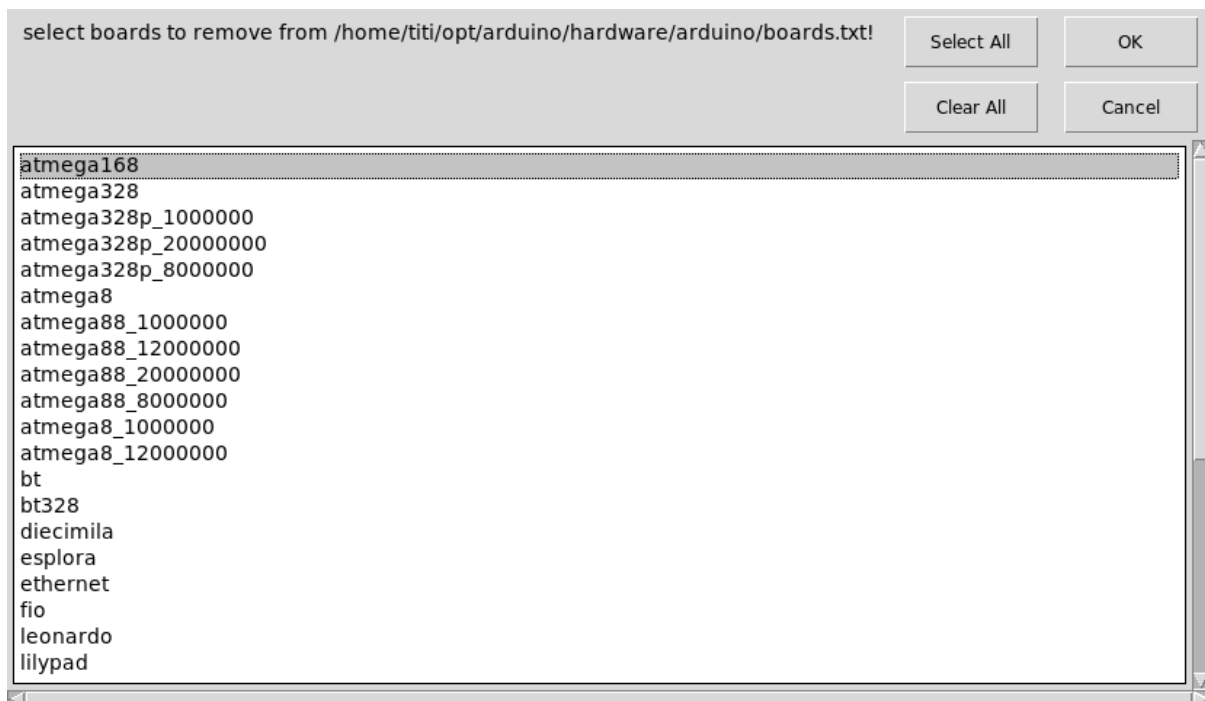 select boards to remove from /home/titi/opt/arduino/hardware/arduino/boards.txt!
Select All
OK
Clear All
Cancel
atmega168
atmega328
atmega328p_1000000
atmega328p_20000000
atmega328p_8000000
atmega8
atmega88_1000000
atmega88_12000000
atmega88_20000000
atmega88_8000000
atmega8_1000000
atmega8_12000000
bt
bt328
diecimila
esplora
ethernet
fio
leonardo
lilypad